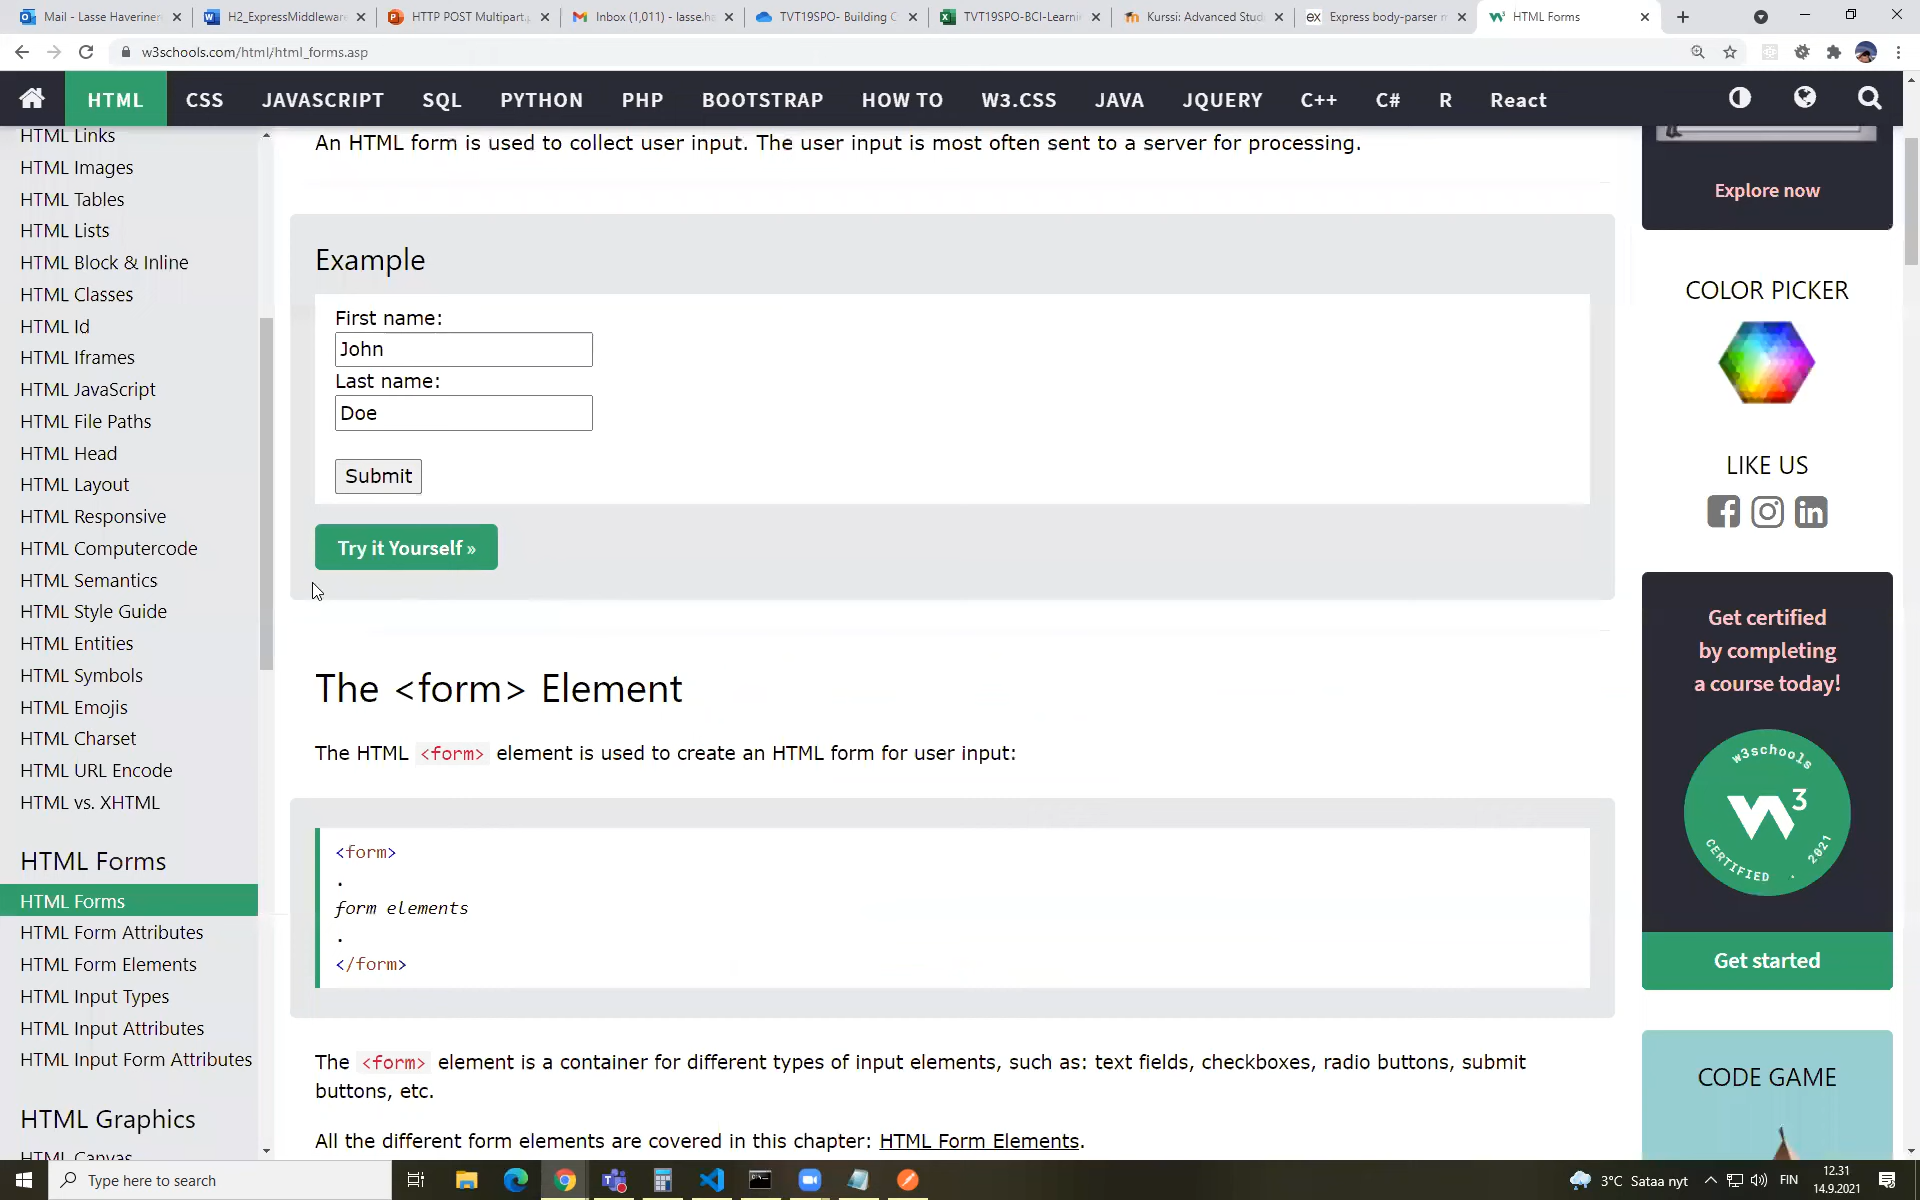 Mail - Lasse Haverinen
H2_ExpressMiddleware
HTTP POST Multipart.p
Inbox (1,011) - lasse.ha
TVT19SPO- Building C
TVT19SPO-BCI-Learni
Kurssi: Advanced Stud
Express body-parser m
HTML Forms
w3schools.com/html/html_forms.asp
HTML
CSS
JAVASCRIPT
SQL
PYTHON
PHP
BOOTSTRAP
HOW TO
W3.CSS
JAVA
JQUERY
C++
C#
R
React
HTML Links
HTML Images
HTML Tables
HTML Lists
HTML Block & Inline
HTML Classes
HTML Id
HTML Iframes
HTML JavaScript
HTML File Paths
HTML Head
HTML Layout
HTML Responsive
HTML Computercode
HTML Semantics
HTML Style Guide
HTML Entities
HTML Symbols
HTML Emojis
HTML Charset
HTML URL Encode
HTML vs. XHTML
HTML Forms
HTML Forms
HTML Form Attributes
HTML Form Elements
HTML Input Types
HTML Input Attributes
HTML Input Form Attributes
HTML Graphics
HTML Canvas
An HTML form is used to collect user input. The user input is most often sent to a server for processing.
Example
First name:
John
Last name:
Doe
Submit
Try it Yourself »
The <form> Element
The HTML <form> element is used to create an HTML form for user input:
<form>
.
form elements
.
</form>
The <form> element is a container for different types of input elements, such as: text fields, checkboxes, radio buttons, submit
buttons, etc.
All the different form elements are covered in this chapter: HTML Form Elements.
Explore now
COLOR PICKER
LIKE US
Get certified
by completing
a course today!
w3schools
W3
CERTIFIED . 2021
Get started
CODE GAME
Type here to search
3°C Sataa nyt
FIN
12.31
14.9.2021